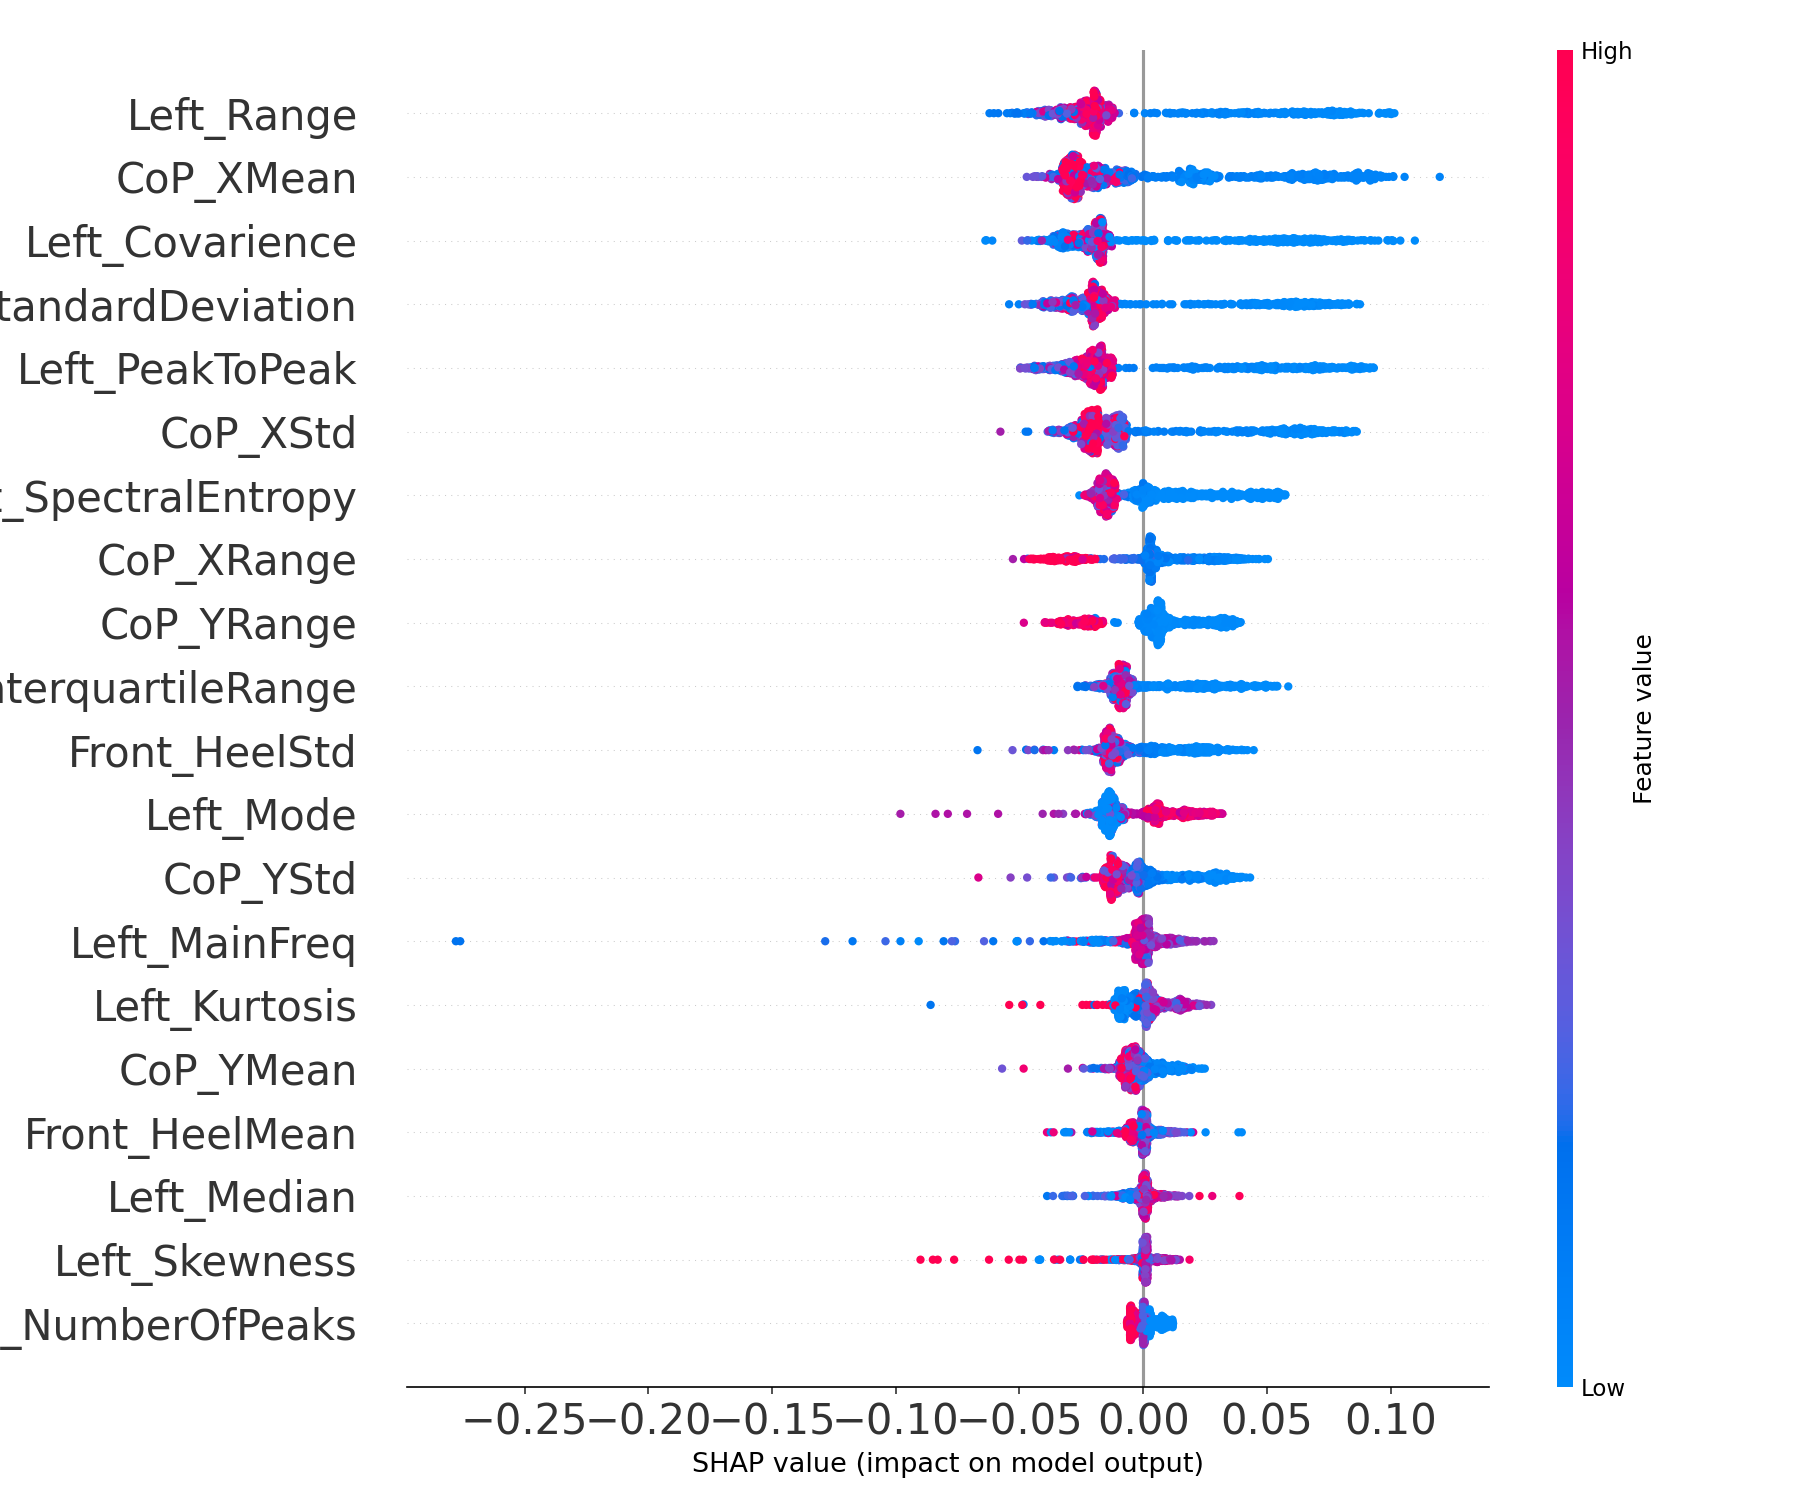 High
Left_Range
CoP_XMean
Left_Covarience
tandardDeviation
Left_PeakToPeak
CoP_XStd
t_SpectralEntropy
CoP_XRange
CoP_YRange
nterquartileRange
Front_HeelStd
Left_Mode
CoP_YStd
Left_MainFreq
Left_Kurtosis
CoP_YMean
Front_HeelMean
Left_Median
Left_Skewness
_NumberOfPeaks
Feature value
Low
−0.25 −0.20 −0.15 −0.10 −0.05 0.00 0.05 0.10
SHAP value (impact on model output)